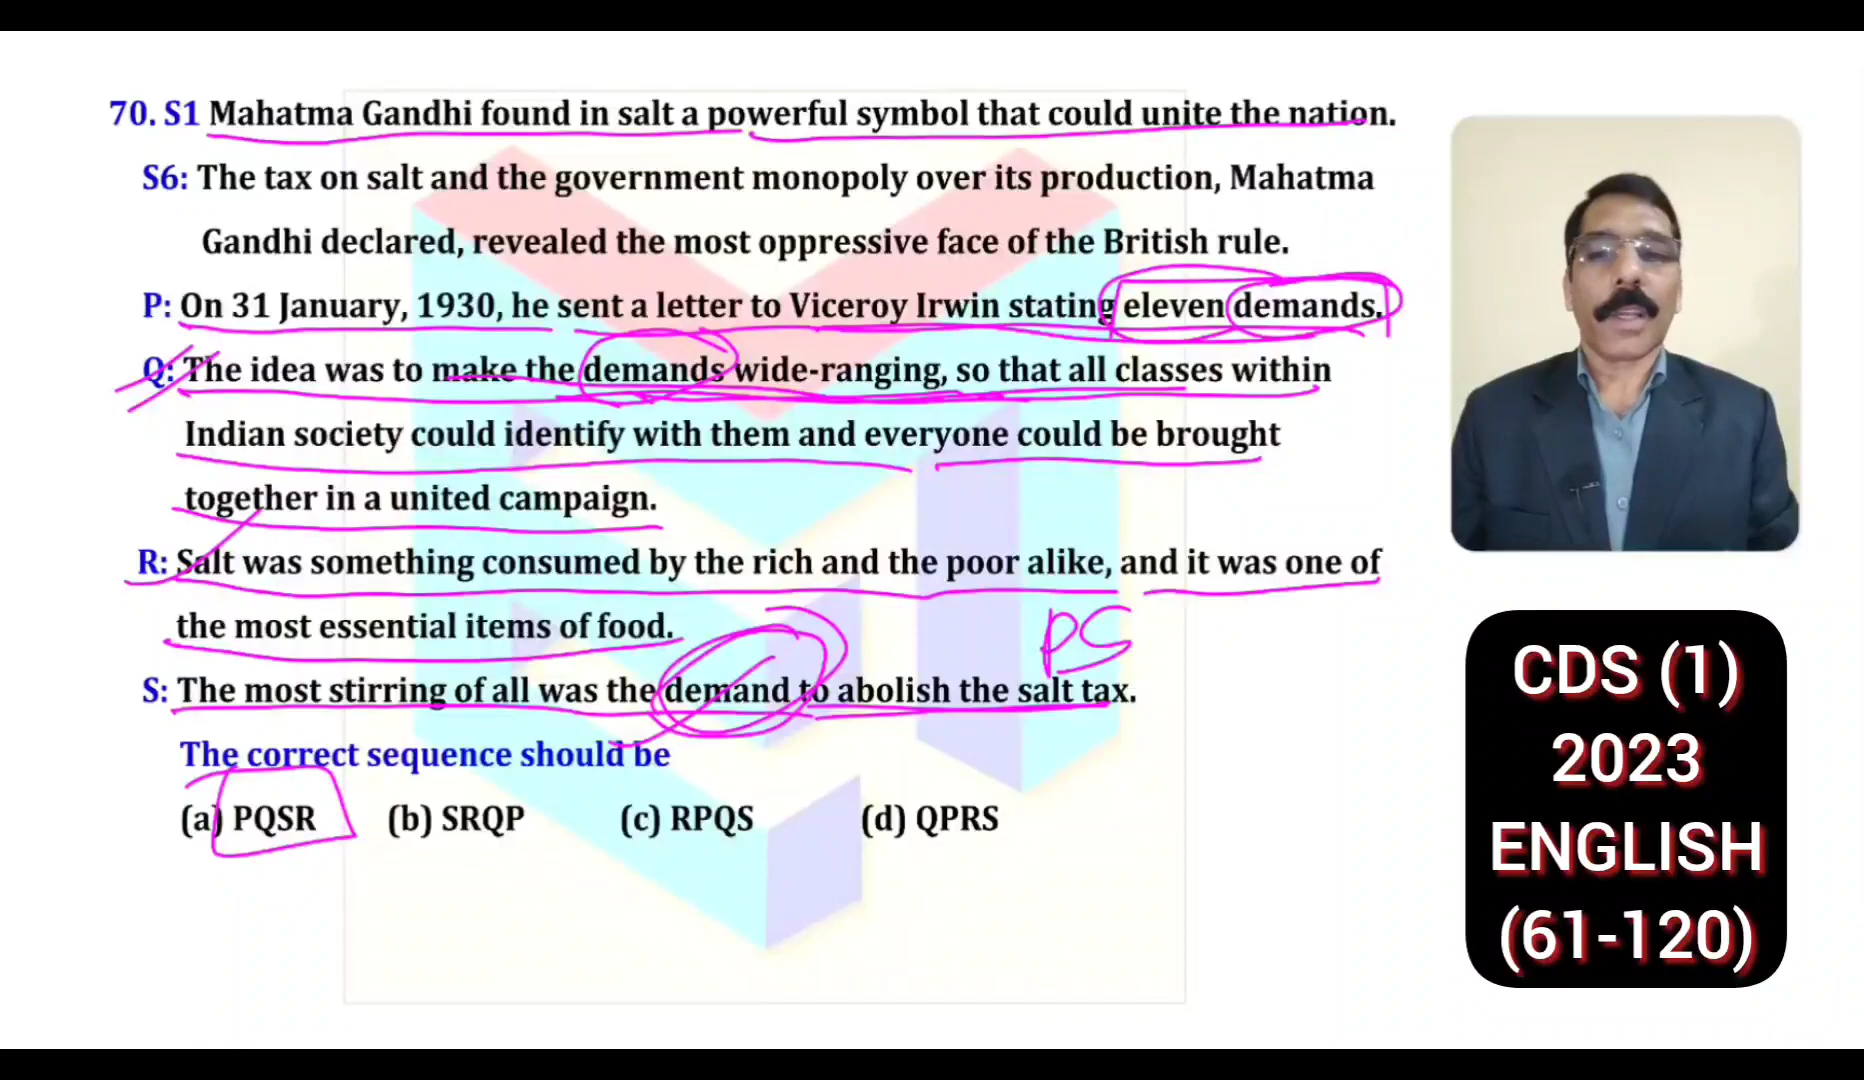 70. S1 Mahatma Gandhi found in salt a powerful symbol that could unite the nation.
S6: The tax on salt and the government monopoly over its production, Mahatma
Gandhi declared, revealed the most oppressive face of the British rule.
P: On 31 January, 1930, he sent a letter to Viceroy Irwin stating eleven demands.
Q: The idea was to make the demands wide-ranging, so that all classes within
Indian society could identify with them and everyone could be brought
together in a united campaign.
R: Salt was something consumed by the rich and the poor alike, and it was one of
the most essential items of food.
PS
S: The most stirring of all was the demand to abolish the salt tax.
The correct sequence should be
(a) PQSR (b) SRQP (c) RPQS (d) QPRS
CDS (1)
2023
ENGLISH
(61-120)